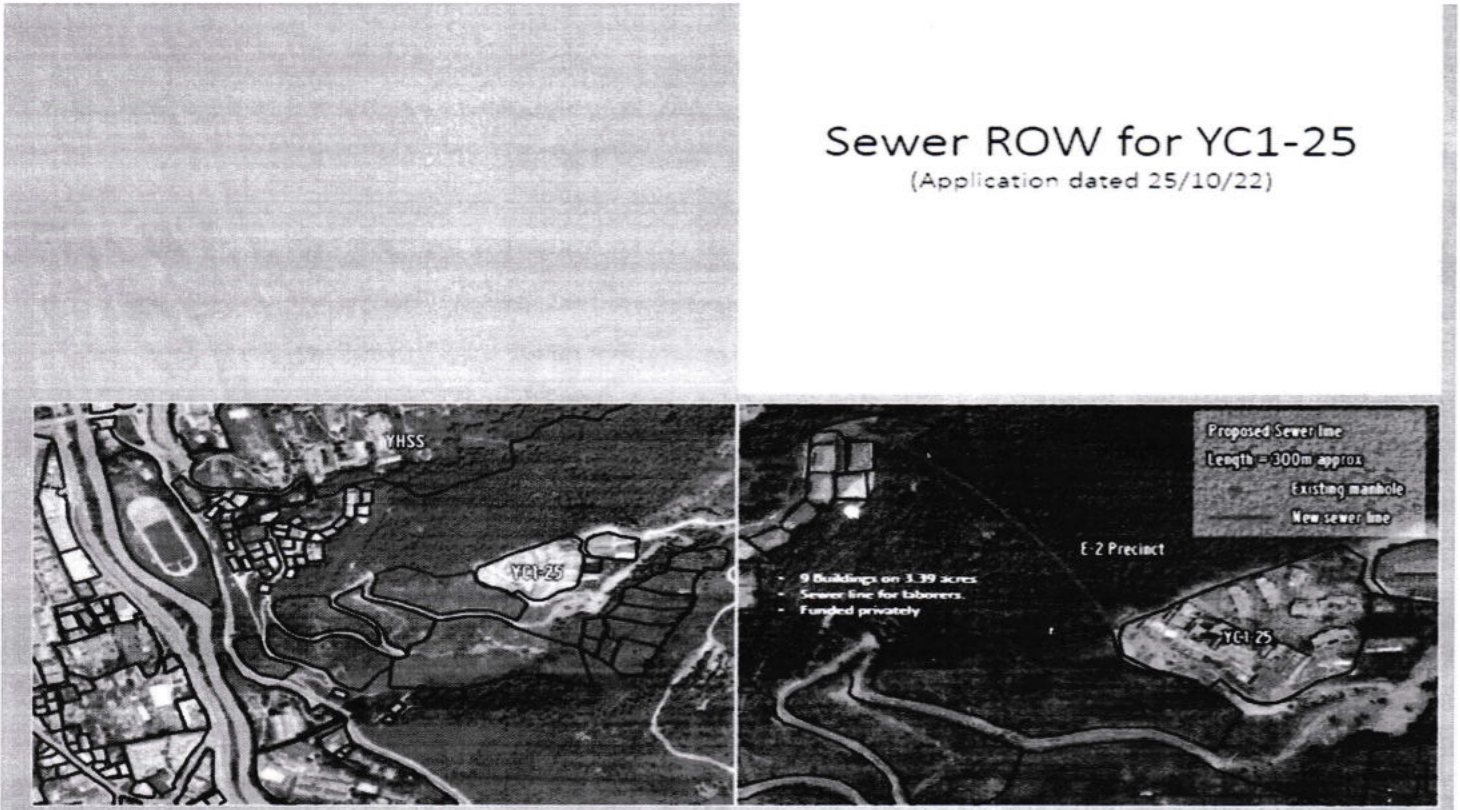 Sewer ROW for YC1-25
(Application dated 25/10/22)
YHSS
YC1-25
Proposed Sewer line
Length = 300m approx
Existing manhole
New sewer line
E-2 Precinct
- 9 Buildings on 3.39 acres
- Sewer line for laborers.
- Funded privately
YC1-25